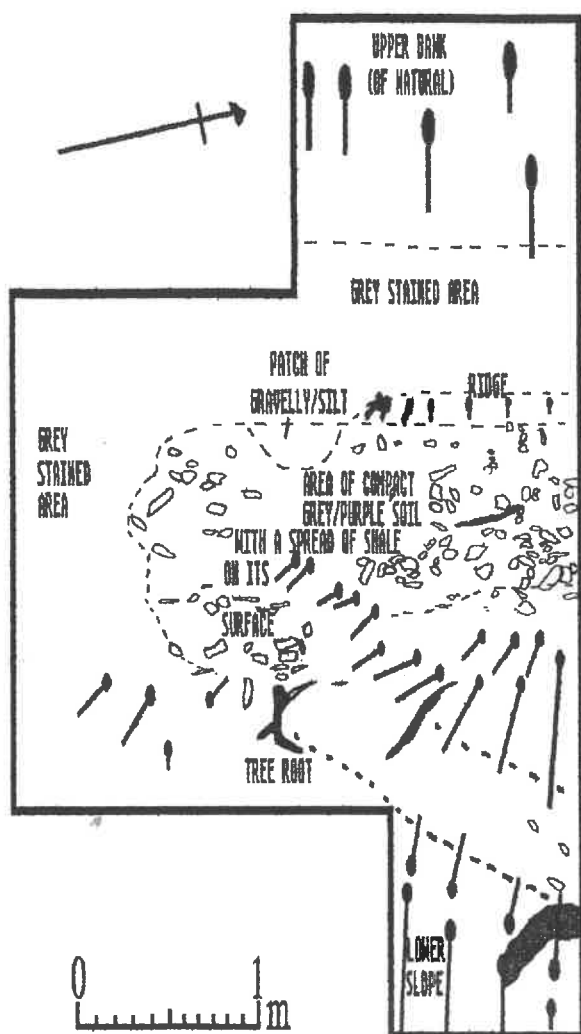 UPPER BANK
(OF NATURAL)
GREY STAINED AREA
PATCH OF
GRAVELLY/SILT
RIDGE
GREY
STAINED
AREA
AREA OF COMPACT
GREY/PURPLE SOIL
WITH A SPREAD OF SHALE
ON ITS
SURFACE
TREE ROOT
LOWER
SLOPE
0 1
m